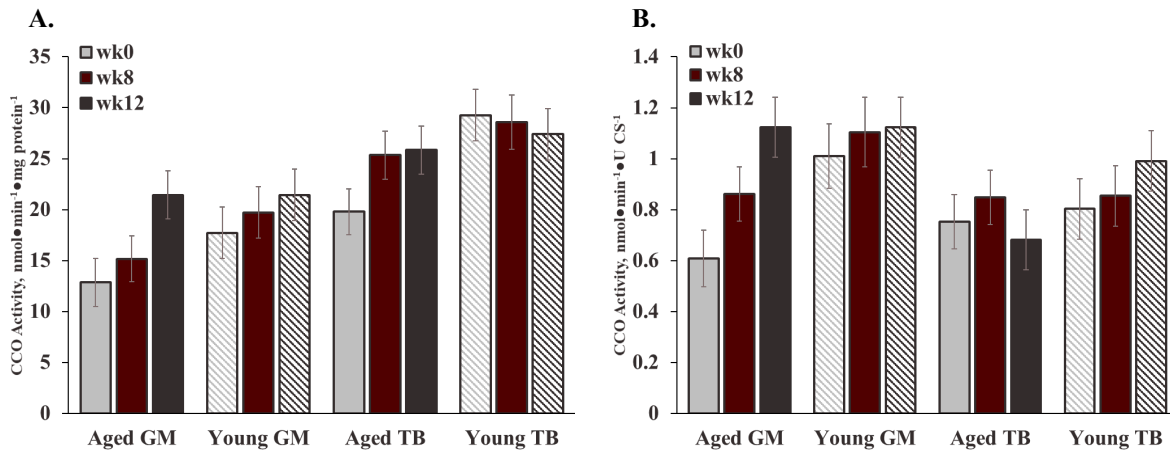 A.
CCO Activity, nmol●min⁻¹●mg protein⁻¹
35
30
25
20
15
10
5
0
wk0
wk8
wk12
Aged GM Young GM Aged TB Young TB
B.
CCO Activity, nmol●min⁻¹●U CS⁻¹
1.4
1.2
1
0.8
0.6
0.4
0.2
0
wk0
wk8
wk12
Aged GM Young GM Aged TB Young TB